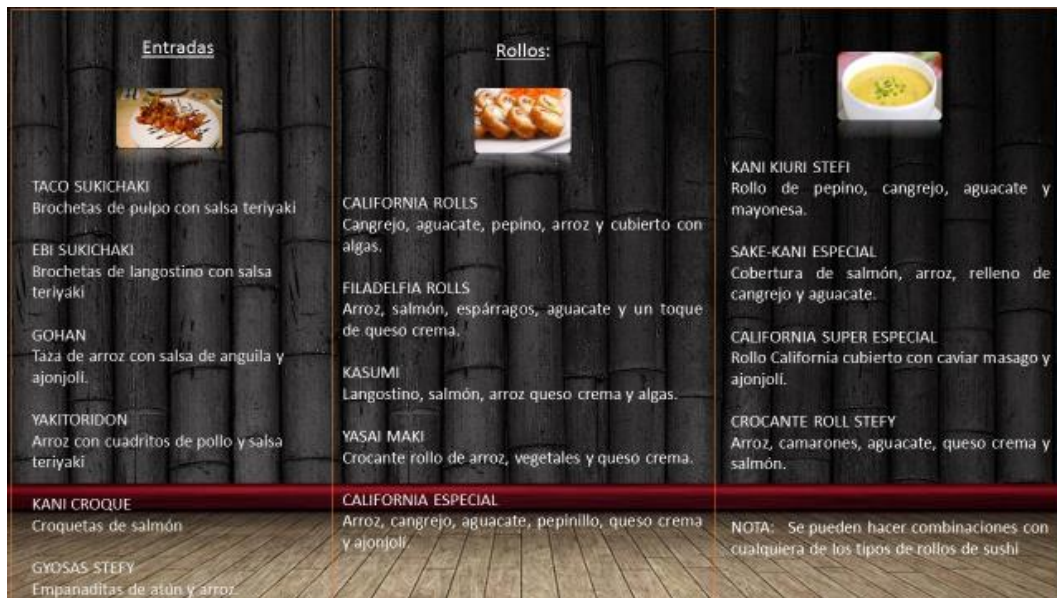 Entradas
TACO SUKICHAKI
Brochetas de pulpo con salsa teriyaki
EBI SUKICHAKI
Brochetas de langostino con salsa
teriyaki
GOHAN
Taza de arroz con salsa de anguila y
ajonjolí.
YAKITORIDON
Arroz con cuadritos de pollo y salsa
teriyaki
KANI CROQUE
Croquetas de salmón
GYOSAS STEFY
Empanaditas de atún y arroz.
Rollos:
CALIFORNIA ROLLS
Cangrejo, aguacate, pepino, arroz y cubierto con
algas.
FILADELFIA ROLLS
Arroz, salmón, espárragos, aguacate y un toque
de queso crema.
KASUMI
Langostino, salmón, arroz queso crema y algas.
YASAI MAKI
Crocante rollo de arroz, vegetales y queso crema.
CALIFORNIA ESPECIAL
Arroz, cangrejo, aguacate, pepinillo, queso crema
y ajonjolí.
KANI KIURI STEFI
Rollo de pepino, cangrejo, aguacate y
mayonesa.
SAKE-KANI ESPECIAL
Cobertura de salmón, arroz, relleno de
cangrejo y aguacate.
CALIFORNIA SUPER ESPECIAL
Rollo California cubierto con caviar masago y
ajonjolí.
CROCANTE ROLL STEFY
Arroz, camarones, aguacate, queso crema y
salmón.
NOTA: Se pueden hacer combinaciones con
cualquiera de los tipos de rollos de sushi